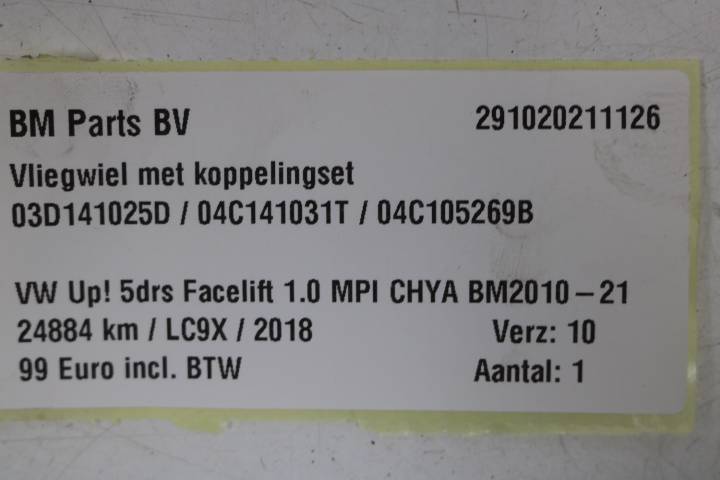 BM Parts BV 291020211126
Vliegwiel met koppelingset
03D141025D / 04C141031T / 04C105269B
VW Up! 5drs Facelift 1.0 MPI CHYA BM2010-21
24884 km / LC9X / 2018 Verz: 10
99 Euro incl. BTW Aantal: 1